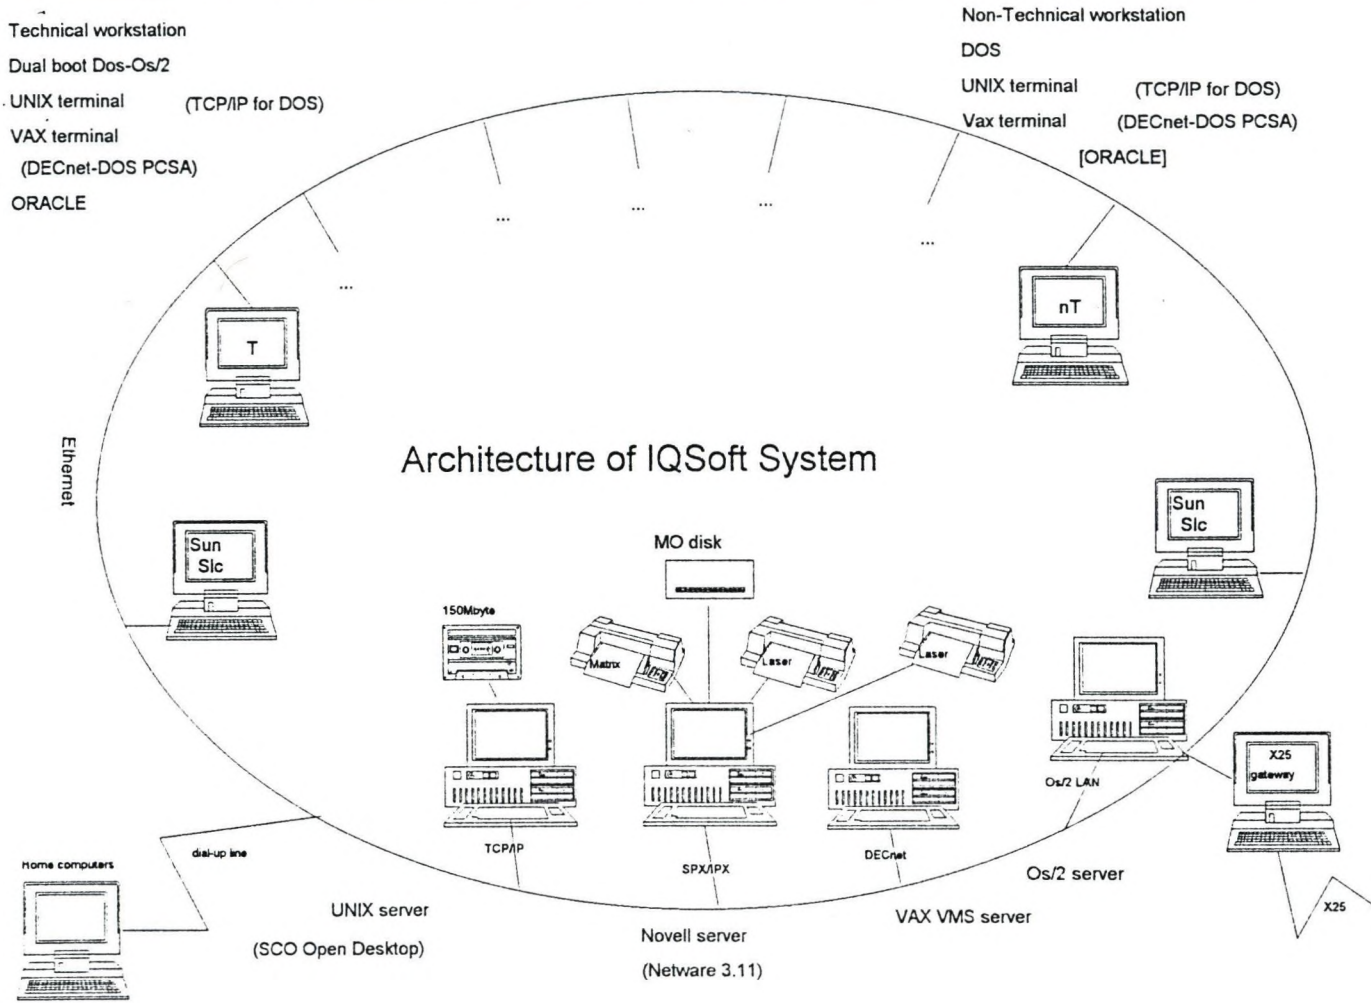 Technical workstation
Dual boot Dos-Os/2
UNIX terminal (TCP/IP for DOS)
VAX terminal
(DECnet-DOS PCSA)
ORACLE
Non-Technical workstation
DOS
UNIX terminal (TCP/IP for DOS)
Vax terminal (DECnet-DOS PCSA)
[ORACLE]
...
...
...
...
...
T
nT
Ethernet
Architecture of IQSoft System
Sun
Slc
Sun
Slc
MO disk
150Mbyte
Matrix
Laser
Laser
X25
gateway
Os/2 LAN
TCP/IP
SPX/IPX
DECnet
Os/2 server
X25
dial-up line
Home computers
UNIX server
(SCO Open Desktop)
Novell server
(Netware 3.11)
VAX VMS server